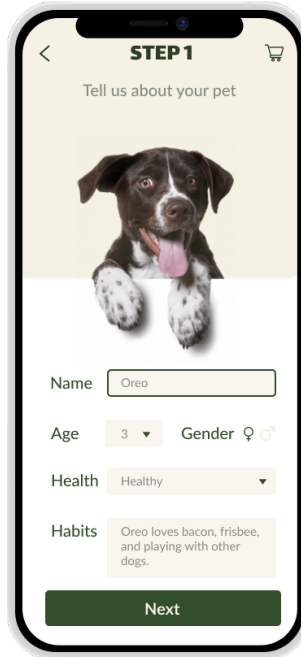 STEP 1
Tell us about your pet
Name Oreo
Age 3 Gender
Health Healthy
Habits Oreo loves bacon, frisbee,
and playing with other
dogs.
Next